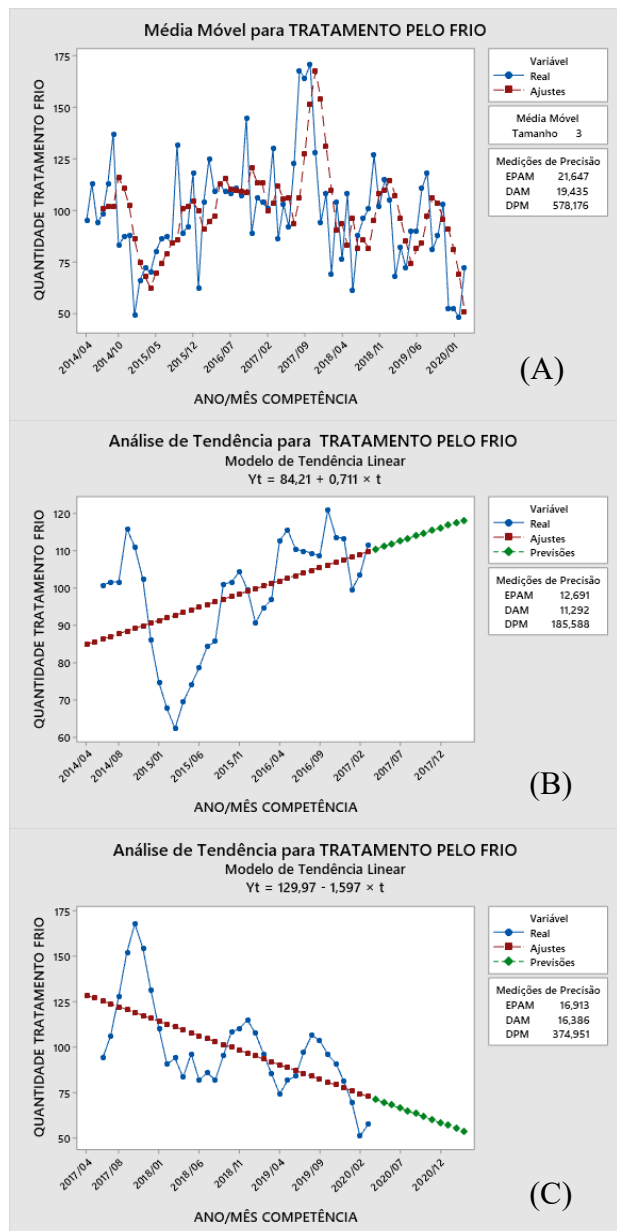 Média Móvel para TRATAMENTO PELO FRIO
QUANTIDADE TRATAMENTO FRIO
175
150
125
100
75
50
2014/04
2014/10
2015/05
2015/12
2016/07
2017/02
2017/09
2018/04
2018/11
2019/06
2020/01
ANO/MÊS COMPETÊNCIA
Variável
Real
Ajustes
Média Móvel
Tamanho 3
Medições de Precisão
EPAM 21,647
DAM 19,435
DPM 578,176
(A)
Análise de Tendência para TRATAMENTO PELO FRIO
Modelo de Tendência Linear
Yt = 84,21 + 0,711 × t
QUANTIDADE TRATAMENTO FRIO
120
110
100
90
80
70
60
2014/04
2014/08
2015/01
2015/06
2015/11
2016/04
2016/09
2017/02
2017/07
2017/12
ANO/MÊS COMPETÊNCIA
Variável
Real
Ajustes
Previsões
Medições de Precisão
EPAM 12,691
DAM 11,292
DPM 185,588
(B)
Análise de Tendência para TRATAMENTO PELO FRIO
Modelo de Tendência Linear
Yt = 129,97 - 1,597 × t
QUANTIDADE TRATAMENTO FRIO
175
150
125
100
75
50
2017/04
2017/08
2018/01
2018/06
2018/11
2019/04
2019/09
2020/02
2020/07
2020/12
ANO/MÊS COMPETÊNCIA
Variável
Real
Ajustes
Previsões
Medições de Precisão
EPAM 16,913
DAM 16,386
DPM 374,951
(C)